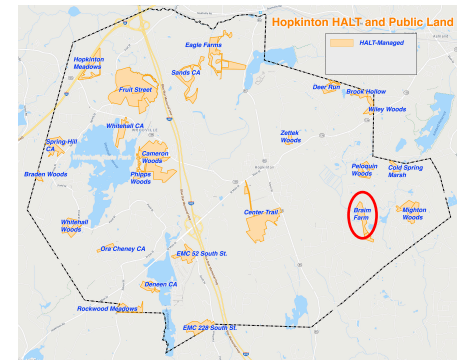 Hopkinton HALT and Public Land
HALT-Managed
Eagle Farms
Hopkinton
Meadows
Sands CA
Fruit Street
Deer Run
Brook Hollow
Wiley Woods
Whitehall CA
Zettek
Woods
Spring-Hill
CA
Cameron
Woods
Braden Woods
Phipps
Woods
Peloquin
Woods
Cold Spring
Marsh
Whitehall
Woods
Center Trail
Braim
Farm
Mighton
Woods
Ora Cheney CA
EMC 52 South St.
Deneen CA
Rockwood Meadows
EMC 228 South St.